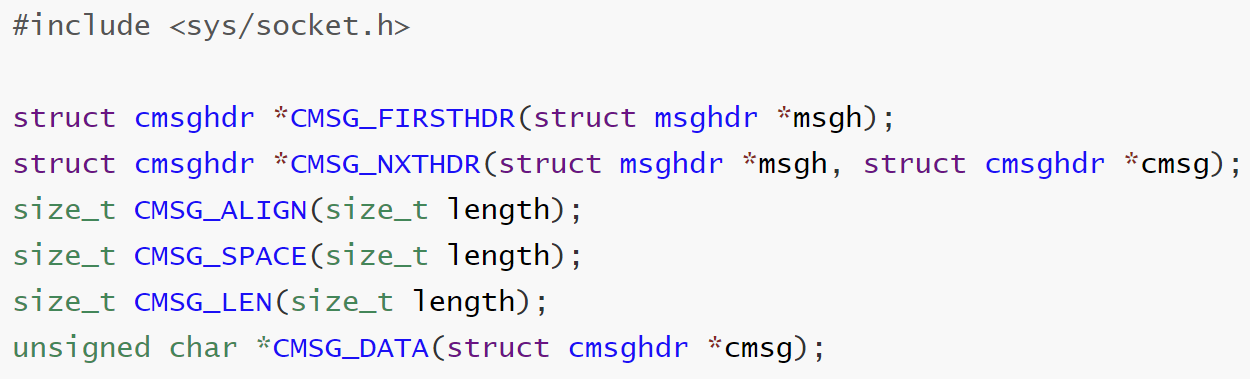 #include <sys/socket.h>
struct cmsghdr *CMSG_FIRSTHDR(struct msghdr *msgh);
struct cmsghdr *CMSG_NXTHDR(struct msghdr *msgh, struct cmsghdr *cmsg);
size_t CMSG_ALIGN(size_t length);
size_t CMSG_SPACE(size_t length);
size_t CMSG_LEN(size_t length);
unsigned char *CMSG_DATA(struct cmsghdr *cmsg);